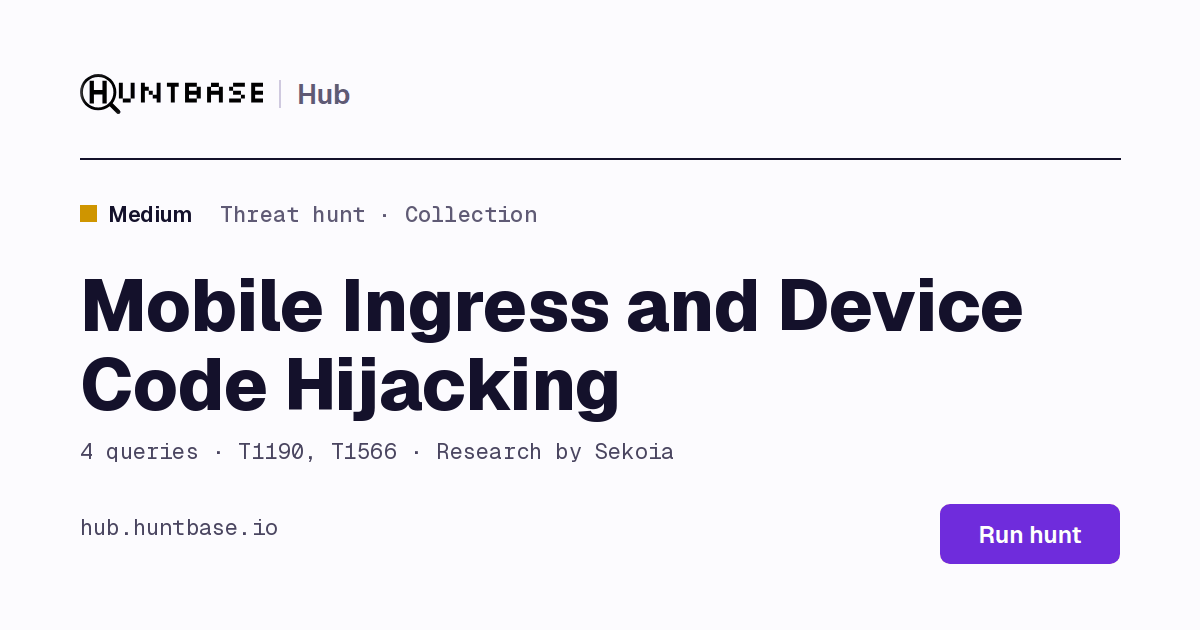 HUNTBASE | Hub
Medium Threat hunt · Collection
Mobile Ingress and Device
Code Hijacking
4 queries · T1190, T1566 · Research by Sekoia
hub.huntbase.io
Run hunt